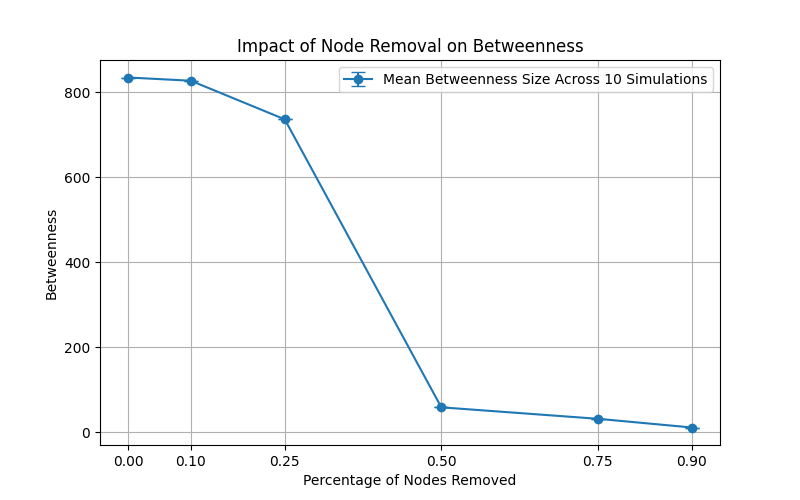 Impact of Node Removal on Betweenness
Mean Betweenness Size Across 10 Simulations
Betweenness
800
600
400
200
0
0.00 0.10 0.25 0.50 0.75 0.90
Percentage of Nodes Removed